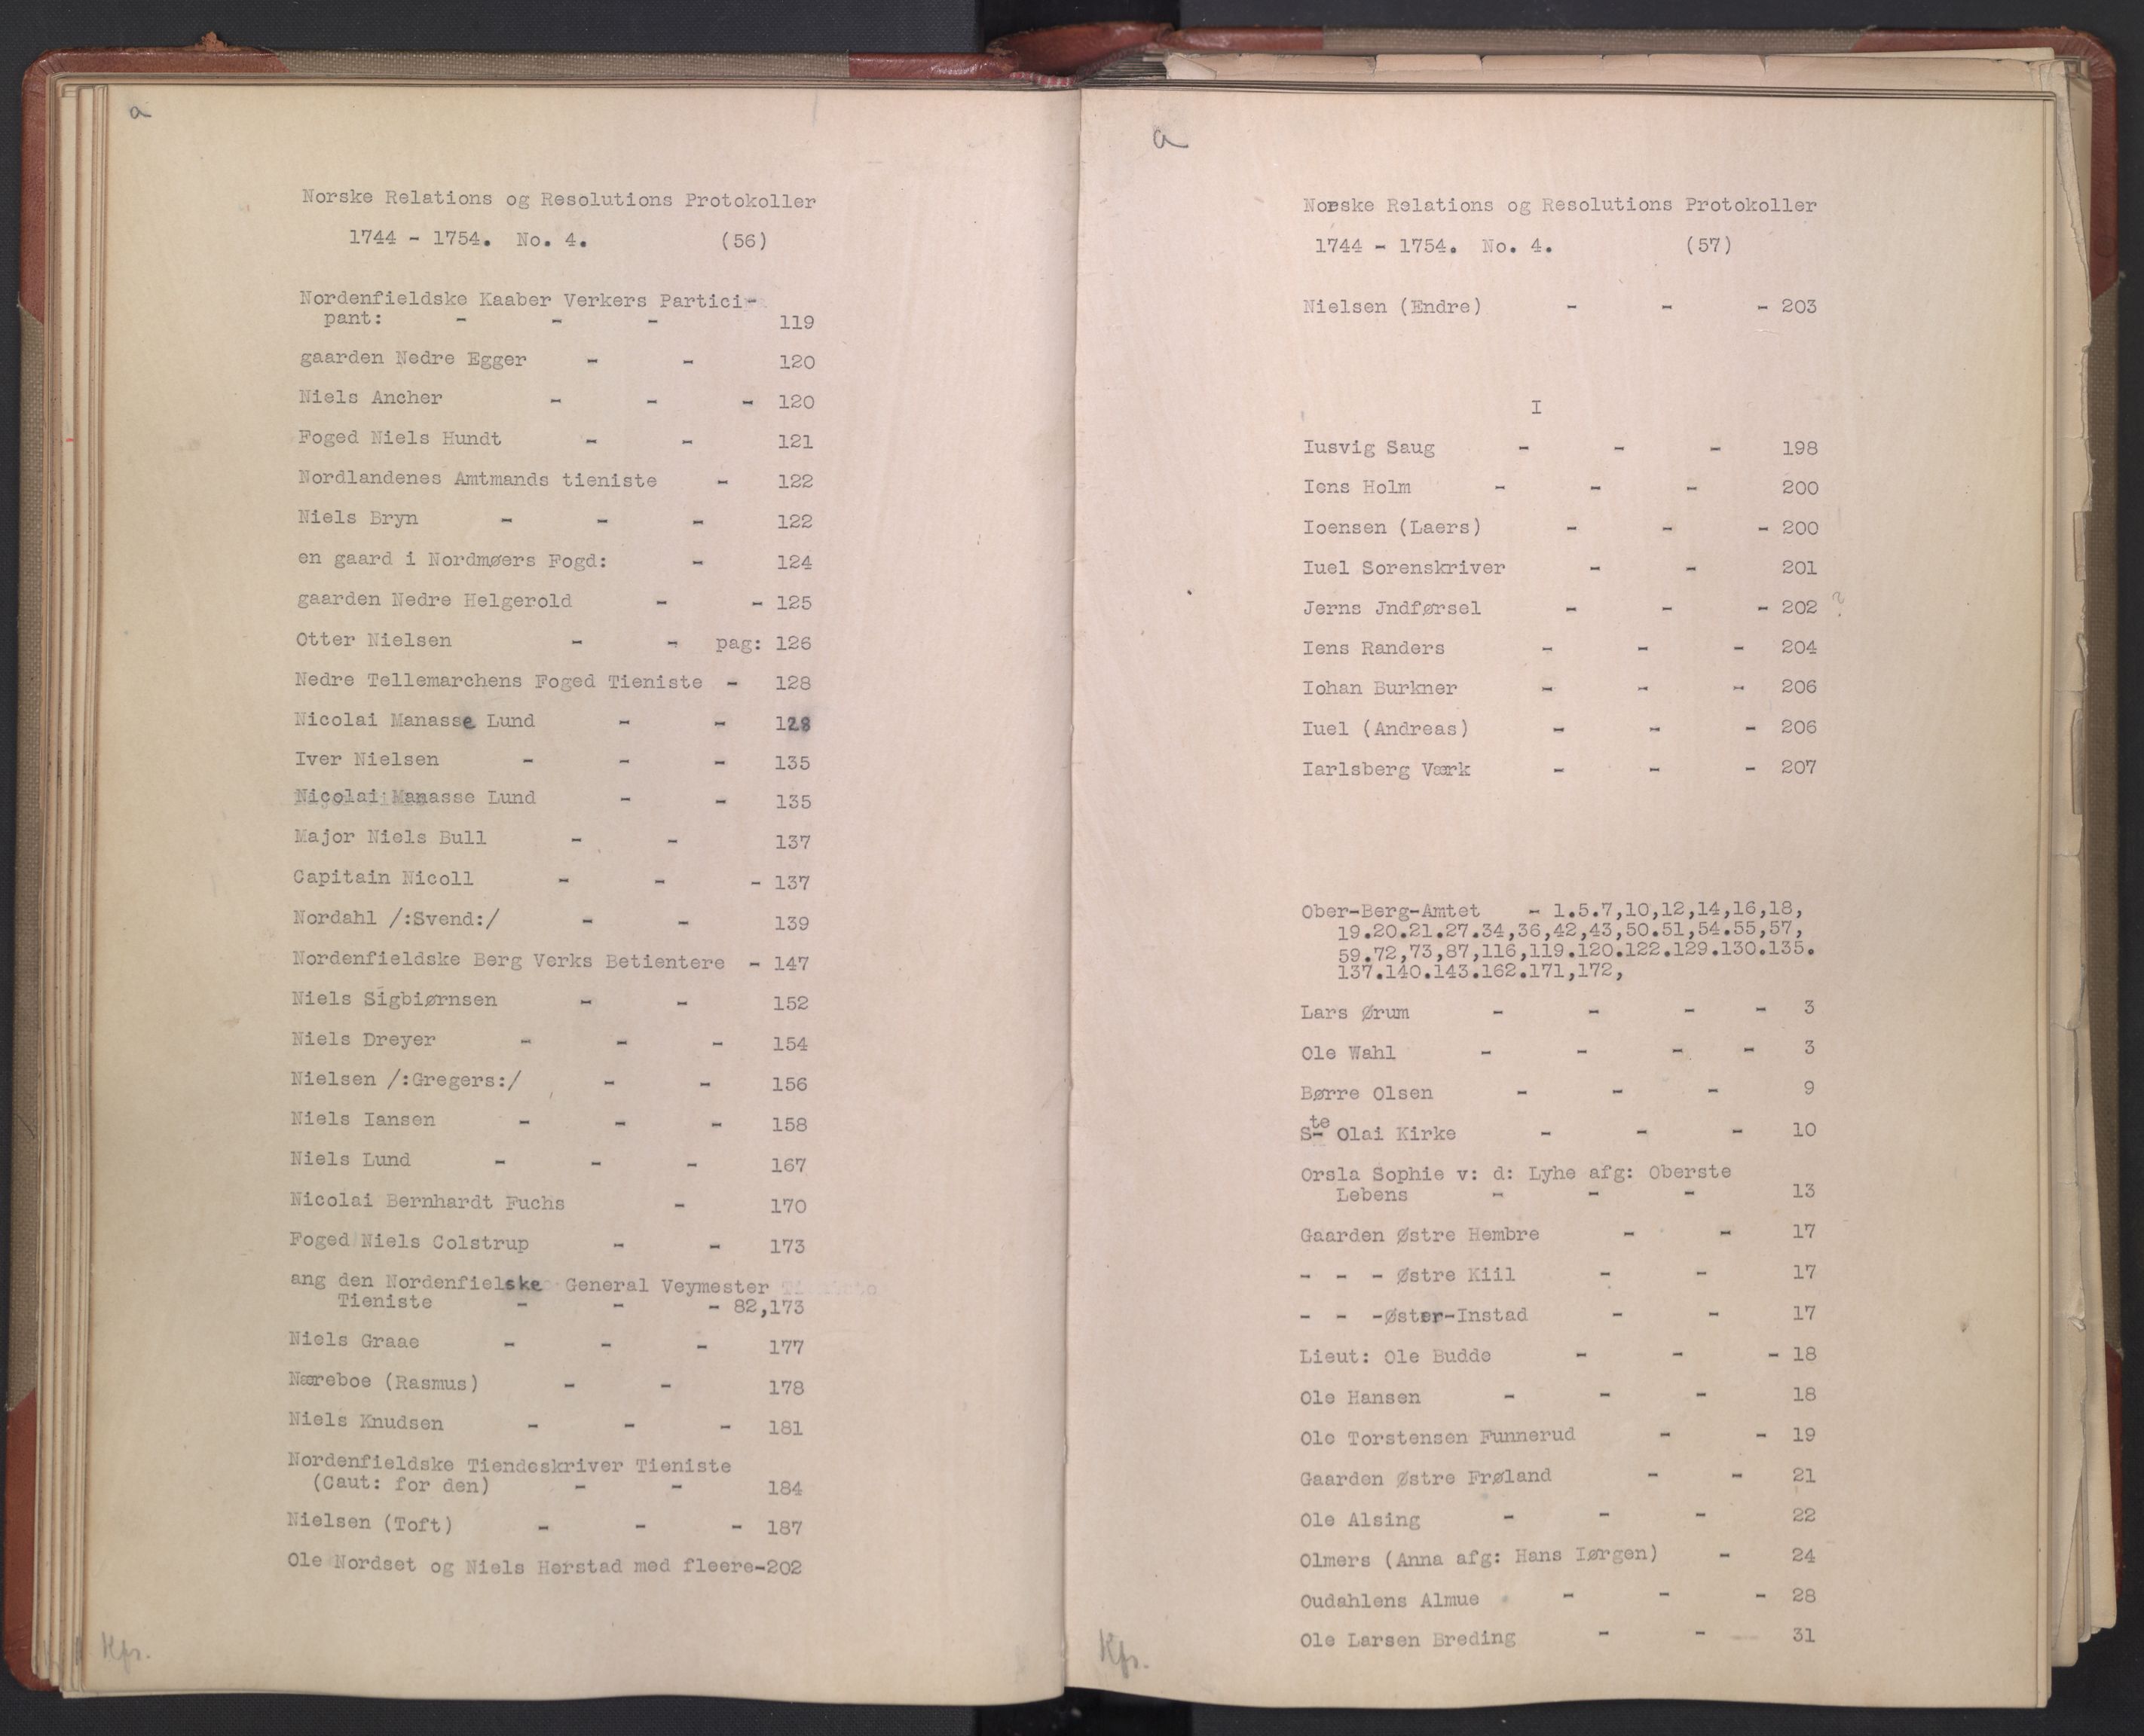 a
Norske Relations og Resolutions Protokoller
1744 - 1754. No. 4. (56)
Nordenfieldske Kaaber Verkers Partici-
pant: - - - 119
gaarden Nedre Egger - - 120
Niels Ancher - - - 120
Foged Niels Hundt - - 121
Nordlandenes Amtmands tieniste - 122
Niels Bryn - - - 122
en gaard i Nordmøers Fogd: - 124
gaarden Nedre Helgerold - - 125
Otter Nielsen - - pag: 126
Nedre Tellemarchens Foged Tieniste - 128
Nicolai Manasse Lund - - 128
Iver Nielsen - - - 135
Nicolai Manasse Lund - - 135
Major Niels Bull - - 137
Capitain Nicoll - - - 137
Nordahl /:Svend:/ - - 139
Nordenfieldske Berg Verks Betientere - 147
Niels Sigbiørnsen - - 152
Niels Dreyer - - - 154
Nielsen /:Gregers:/ - - 156
Niels Iansen - - - 158
Niels Lund - - - 167
Nicolai Bernhardt Fuchs - 170
Foged Niels Colstrup - - 173
ang den Nordenfielske General Veymester
Tieniste - - - 82,173
Niels Graae - - - 177
Næreboe (Rasmus) - - 178
Niels Knudsen - - - 181
Nordenfieldske Tiendeskriver Tieniste
(Caut: for den) - - 184
Nielsen (Toft) - - - 187
Ole Nordset og Niels Herstad med fleere-202
Kfs.
a
Norske Relations og Resolutions Protokoller
1744 - 1754. No. 4. (57)
Nielsen (Endre) - - - 203
I
Iusvig Saug - - - 198
Iens Holm - - - 200
Ioensen (Laers) - - - 200
Iuel Sorenskriver - - 201
Jerns Jndførsel - - - 202 ?
Iens Randers - - - 204
Iohan Burkner - - - 206
Iuel (Andreas) - - - 206
Iarlsberg Værk - - - 207
Ober-Berg-Amtet - 1.5.7,10,12,14,16,18,
19.20.21.27.34,36,42,43,50.51,54.55,57,
59.72,73,87,116,119.120.122.129.130.135.
137.140.143.162.171,172,
Lars Ørum - - - - 3
Ole Wahl - - - - 3
Børre Olsen - - - 9
Ste Olai Kirke - - - 10
Orsla Sophie v: d: Lyhe afg: Oberste
Lebens - - - 13
Gaarden Østre Hembre - - 17
- - - Østre Kiil - - 17
- - -Øster-Instad - - 17
Lieut: Ole Budde - - - 18
Ole Hansen - - - 18
Ole Torstensen Funnerud - - 19
Gaarden Østre Frøland - - 21
Ole Alsing - - - 22
Olmers (Anna afg: Hans Iørgen) - 24
Oudahlens Almue - - - 28
Ole Larsen Breding - - 31
Kfs.